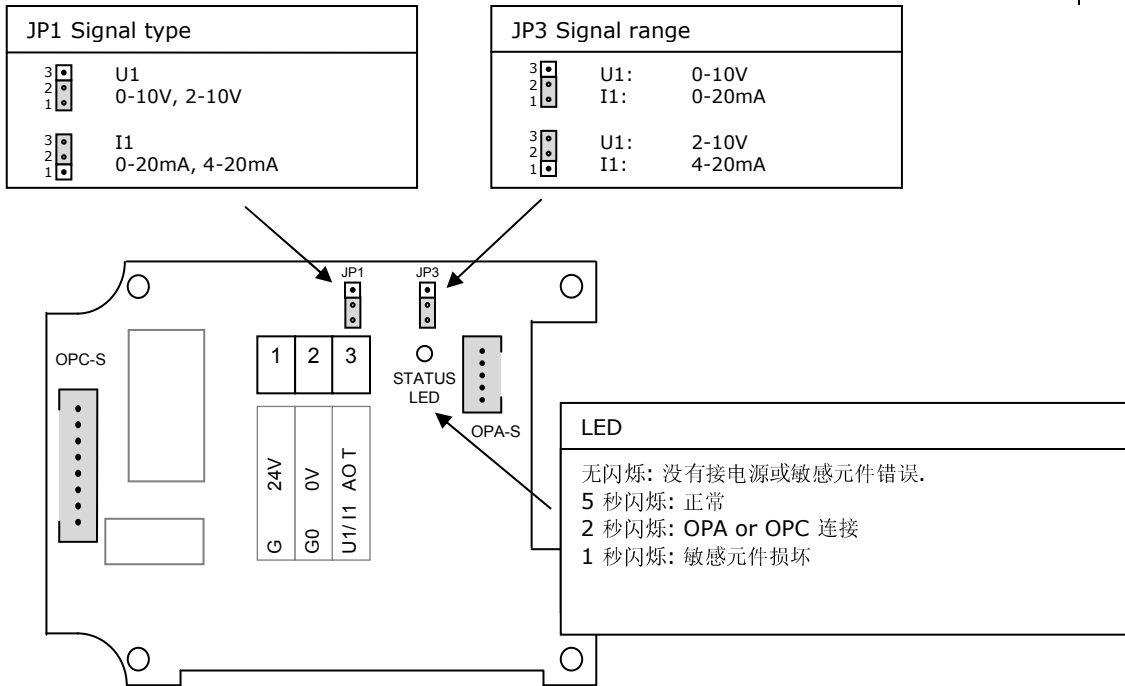 JP1 Signal type
3
2
1
U1
0-10V, 2-10V
3
2
1
I1
0-20mA, 4-20mA
JP3 Signal range
3
2
1
U1: 0-10V
I1: 0-20mA
3
2
1
U1: 2-10V
I1: 4-20mA
JP1
JP3
OPC-S
1 2 3
STATUS
LED
OPA-S
G 24V
G0 0V
U1/I1 AOT
LED
无闪烁: 没有接电源或敏感元件错误.
5 秒闪烁: 正常
2 秒闪烁: OPA or OPC 连接
1 秒闪烁: 敏感元件损坏